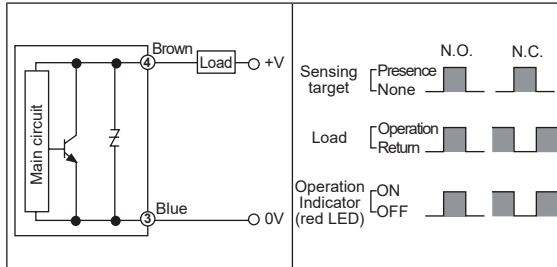 Main circuit
Brown
4
Load
+V
Blue
3
0V
N.O.
N.C.
Sensing
target
Presence
None
Load
Operation
Return
Operation
Indicator
(red LED)
ON
OFF